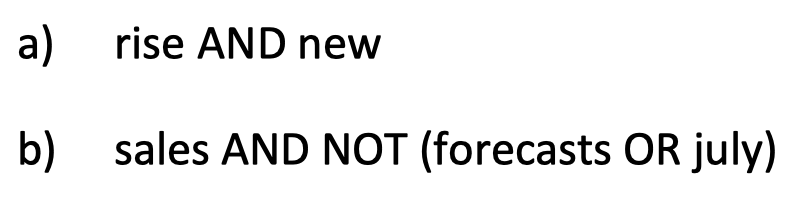 a) rise AND new
b) sales AND NOT (forecasts OR july)